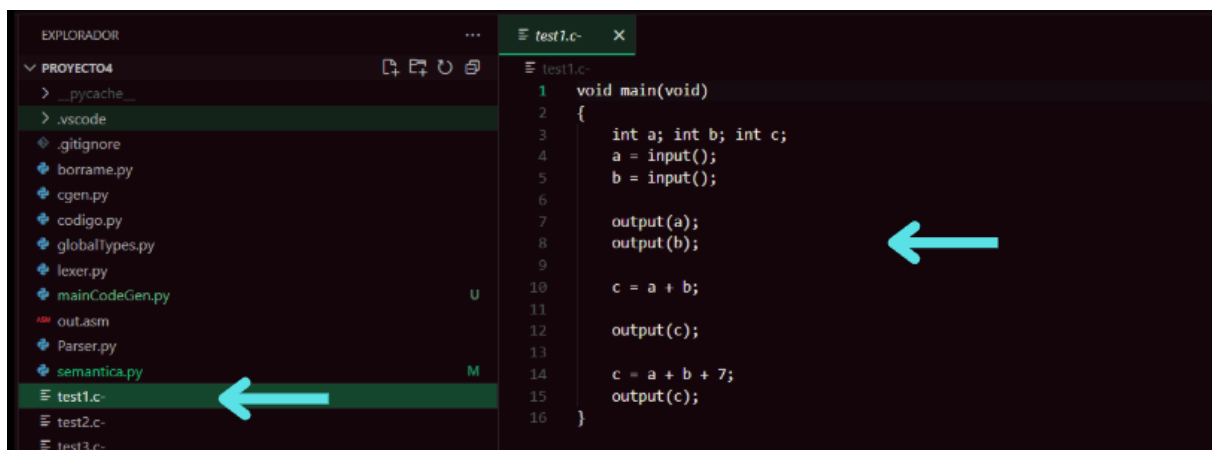 EXPLORADOR
PROYECTO4
__pycache__
.vscode
.gitignore
borrame.py
cgen.py
codigo.py
globalTypes.py
lexer.py
mainCodeGen.py U
out.asm
Parser.py
semantica.py M
test1.c-
test2.c-
test3.c-
test1.c-
test1.c-
1 void main(void)
2 {
3 int a; int b; int c;
4 a = input();
5 b = input();
6
7 output(a);
8 output(b);
9
10 c = a + b;
11
12 output(c);
13
14 c = a + b + 7;
15 output(c);
16 }